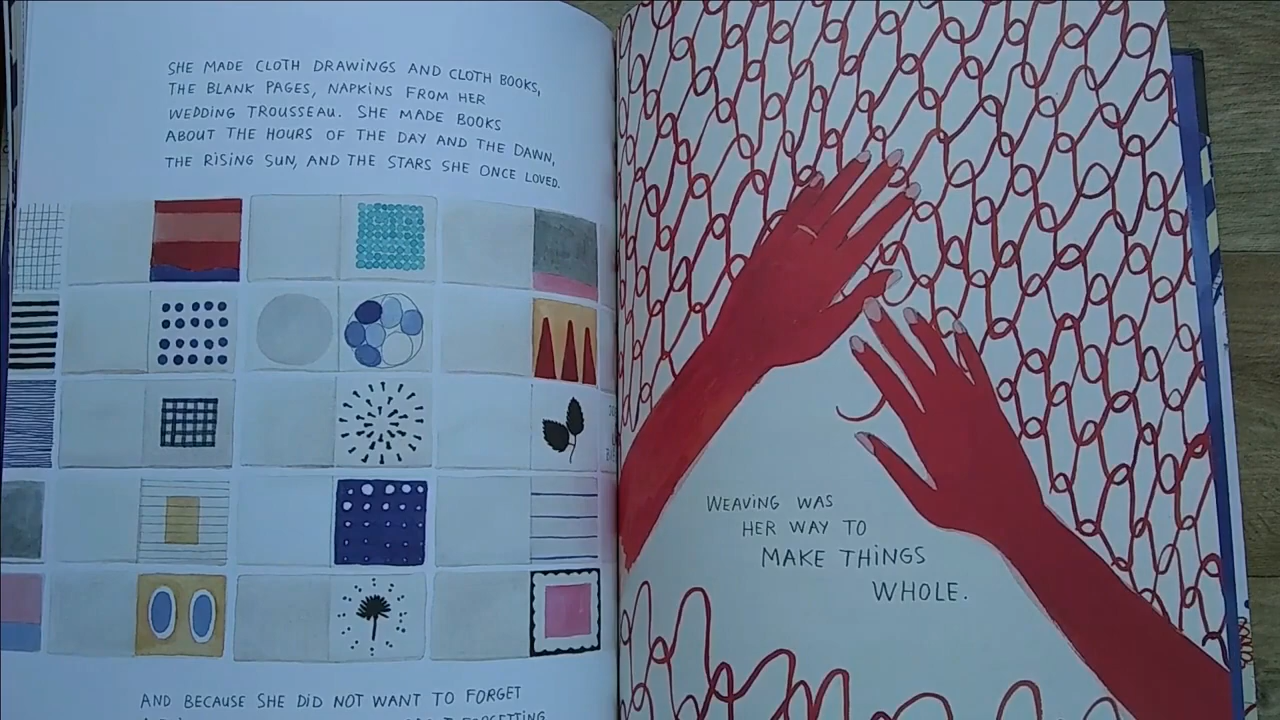 SHE MADE CLOTH DRAWINGS AND CLOTH BOOKS,
THE BLANK PAGES, NAPKINS FROM HER
WEDDING TROUSSEAU. SHE MADE BOOKS
ABOUT THE HOURS OF THE DAY AND THE DAWN,
THE RISING SUN, AND THE STARS SHE ONCE LOVED.
AND BECAUSE SHE DID NOT WANT TO FORGET
FORGETTING
WEAVING WAS
HER WAY TO
MAKE THINGS
WHOLE.